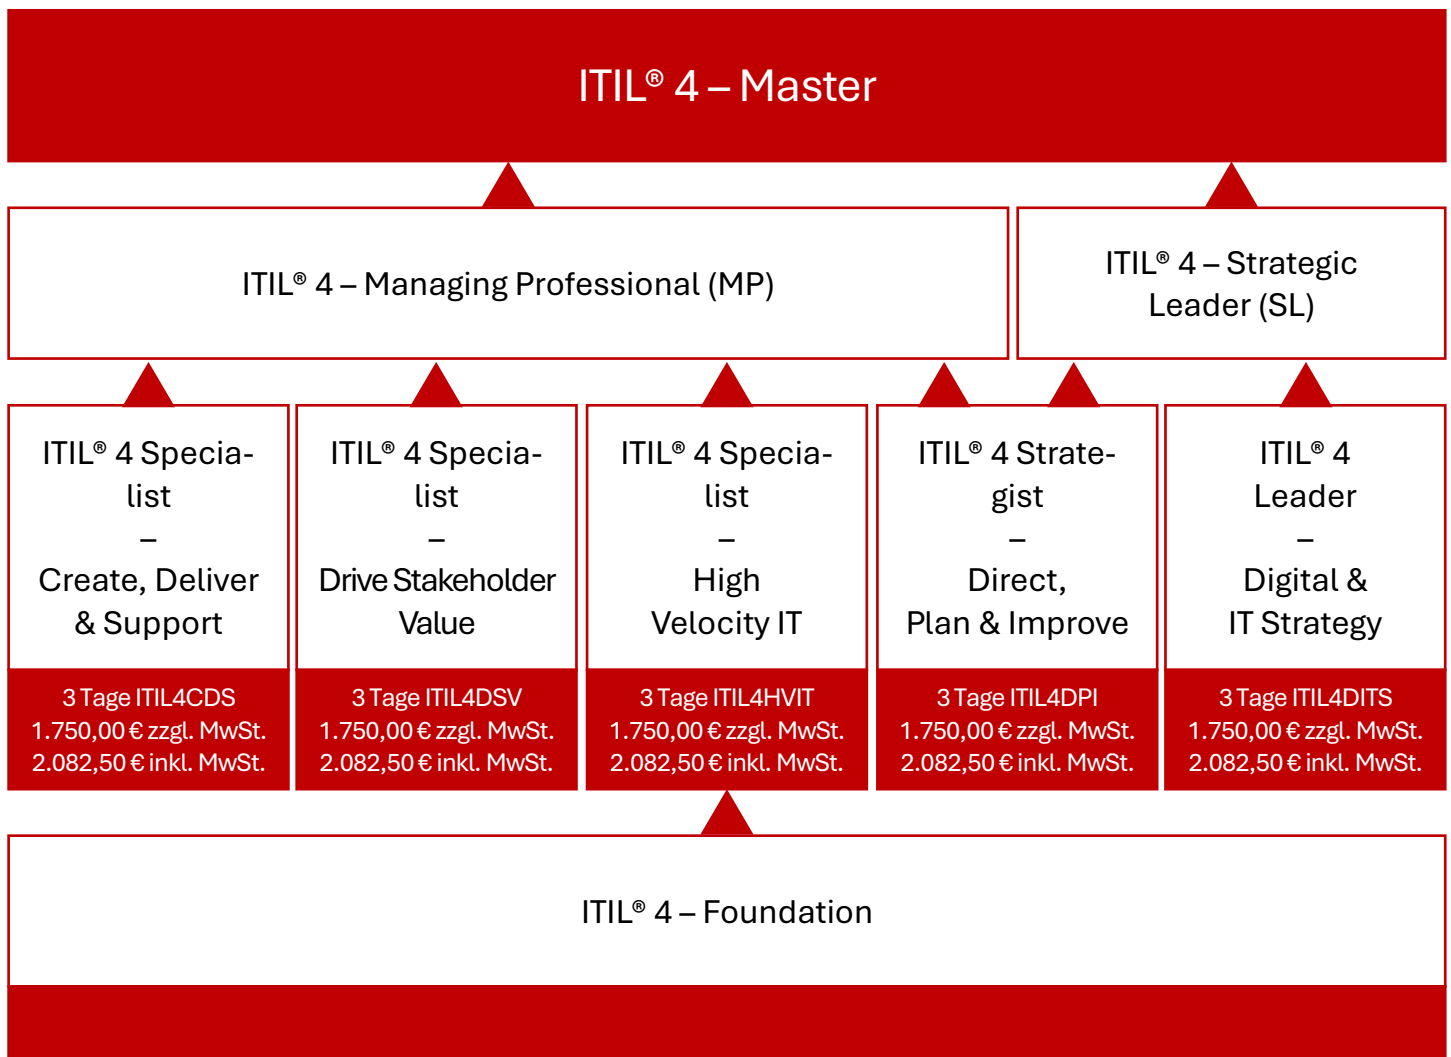 ITIL® 4 – Master
ITIL® 4 – Managing Professional (MP)
ITIL® 4 – Strategic
Leader (SL)
ITIL® 4 Specia-
list
–
Create, Deliver
& Support
3 Tage ITIL4CDS
1.750,00 € zzgl. MwSt.
2.082,50 € inkl. MwSt.
ITIL® 4 Specia-
list
–
Drive Stakeholder
Value
3 Tage ITIL4DSV
1.750,00 € zzgl. MwSt.
2.082,50 € inkl. MwSt.
ITIL® 4 Specia-
list
–
High
Velocity IT
3 Tage ITIL4HVIT
1.750,00 € zzgl. MwSt.
2.082,50 € inkl. MwSt.
ITIL® 4 Strate-
gist
–
Direct,
Plan & Improve
3 Tage ITIL4DPI
1.750,00 € zzgl. MwSt.
2.082,50 € inkl. MwSt.
ITIL® 4
Leader
–
Digital &
IT Strategy
3 Tage ITIL4DITS
1.750,00 € zzgl. MwSt.
2.082,50 € inkl. MwSt.
ITIL® 4 – Foundation